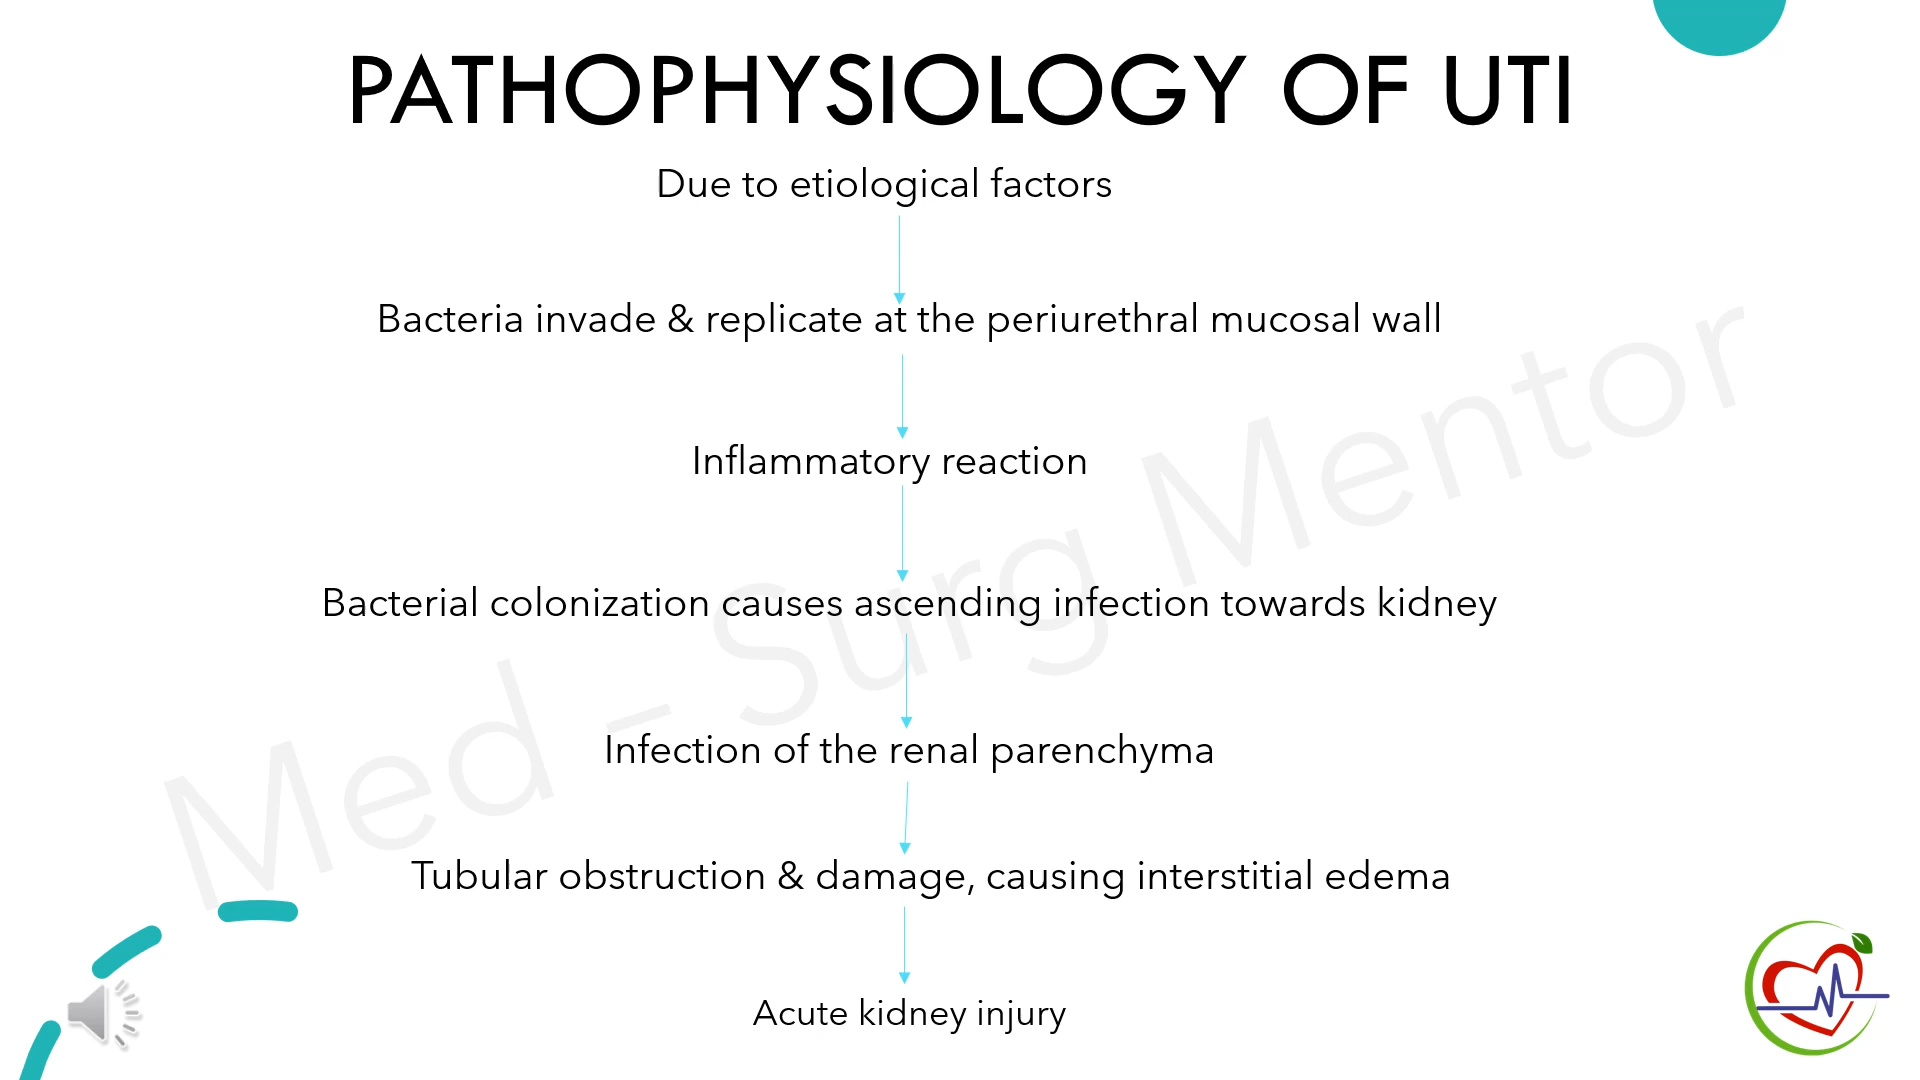 PATHOPHYSIOLOGY OF UTI
Due to etiological factors
Bacteria invade & replicate at the periurethral mucosal wall
Inflammatory reaction
Bacterial colonization causes ascending infection towards kidney
Infection of the renal parenchyma
Tubular obstruction & damage, causing interstitial edema
Acute kidney injury
Med - Surg Mentor